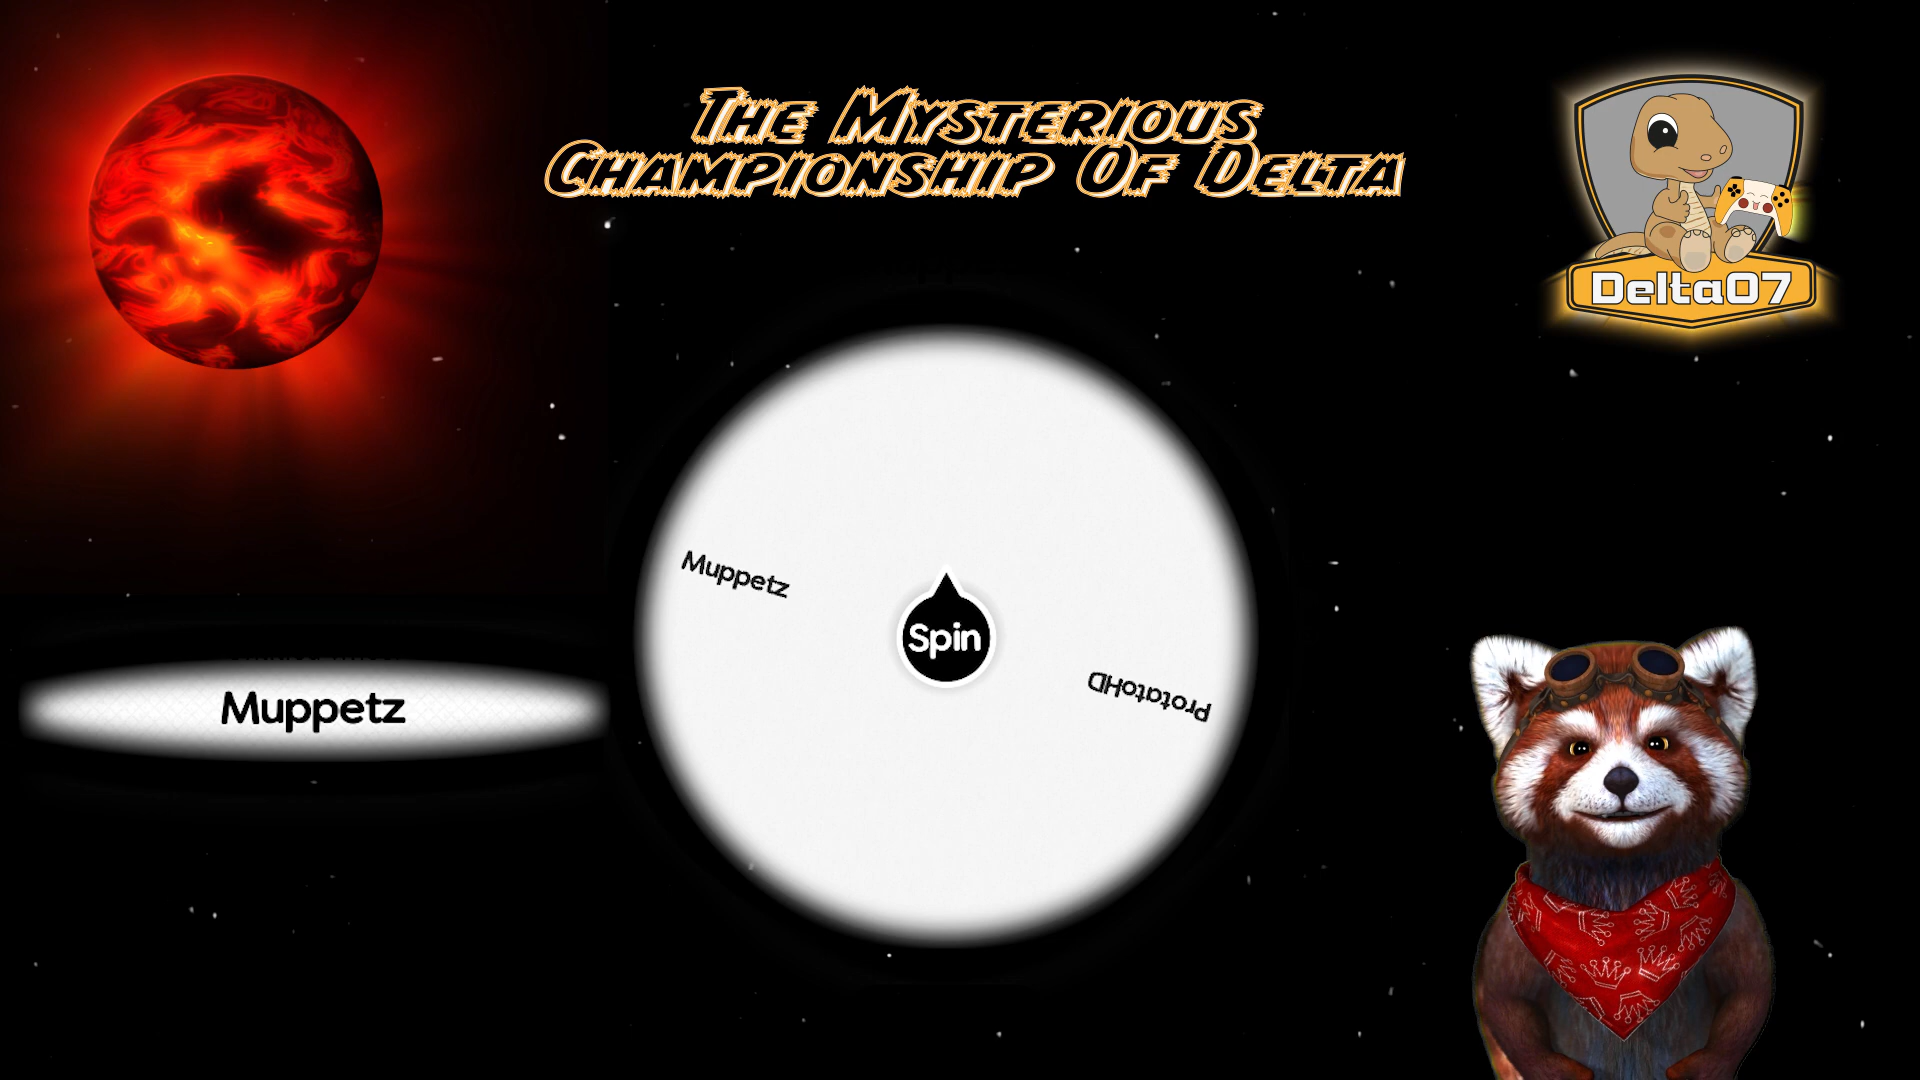 The Mysterious
Championship Of Delta
Delta07
Muppetz
Spin
ProtatoHD
Muppetz